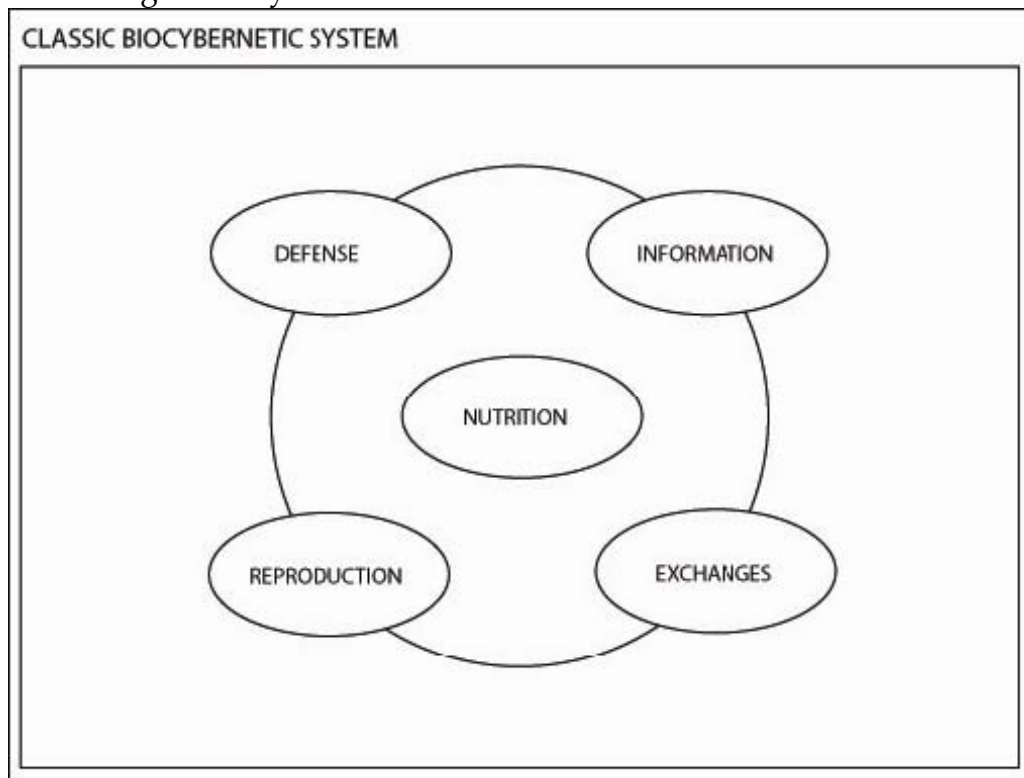 CLASSIC BIOCYBERNETIC SYSTEM
DEFENSE
INFORMATION
NUTRITION
REPRODUCTION
EXCHANGES